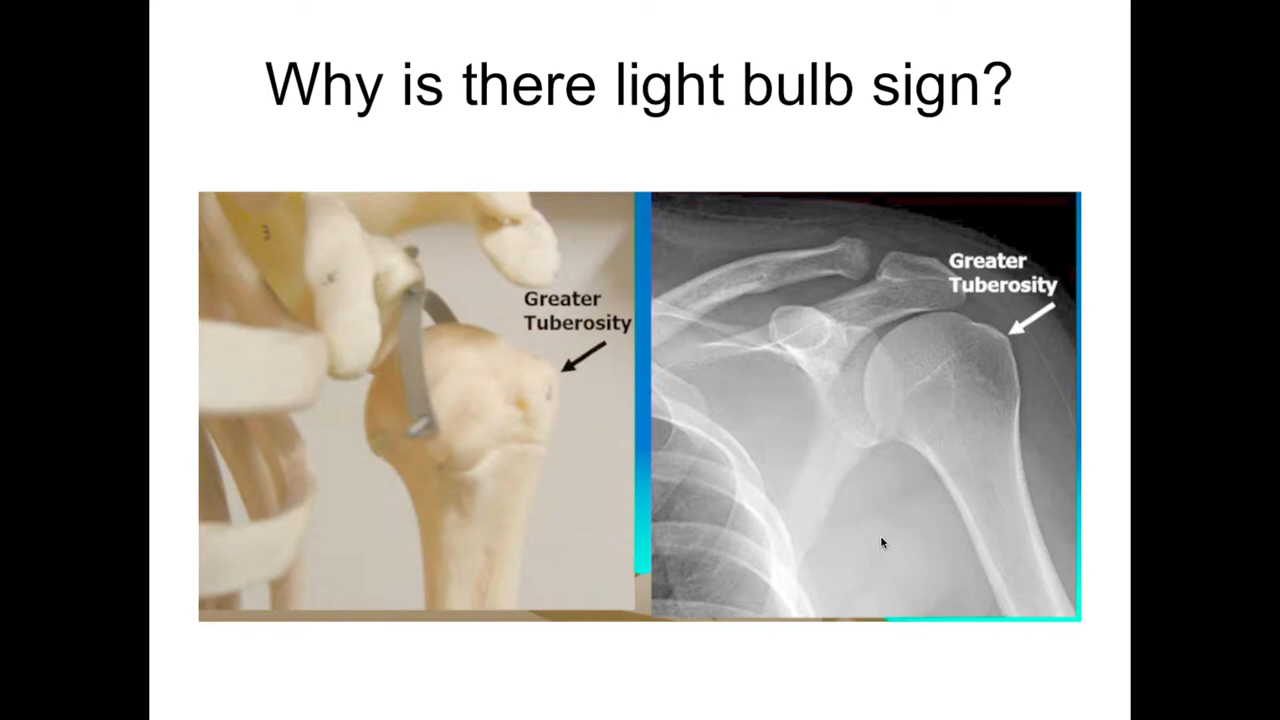 Why is there light bulb sign?
Greater
Tuberosity
Greater
Tuberosity